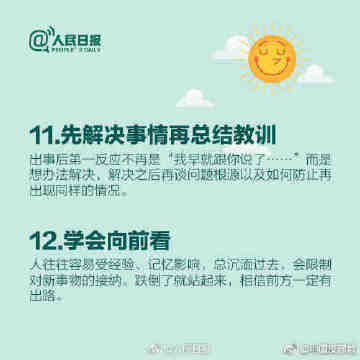 @人民日报
PEOPLE'S DAILY
11.先解决事情再总结教训
出事后第一反应不再是“我早就跟你说了……”而是
想办法解决，解决之后再谈问题根源以及如何防止再
出现同样的情况。
12.学会向前看
人往往容易受经验、记忆影响，总沉湎过去，会限制
对新事物的接纳。跌倒了就站起来，相信前方一定有
出路。
@人民日报